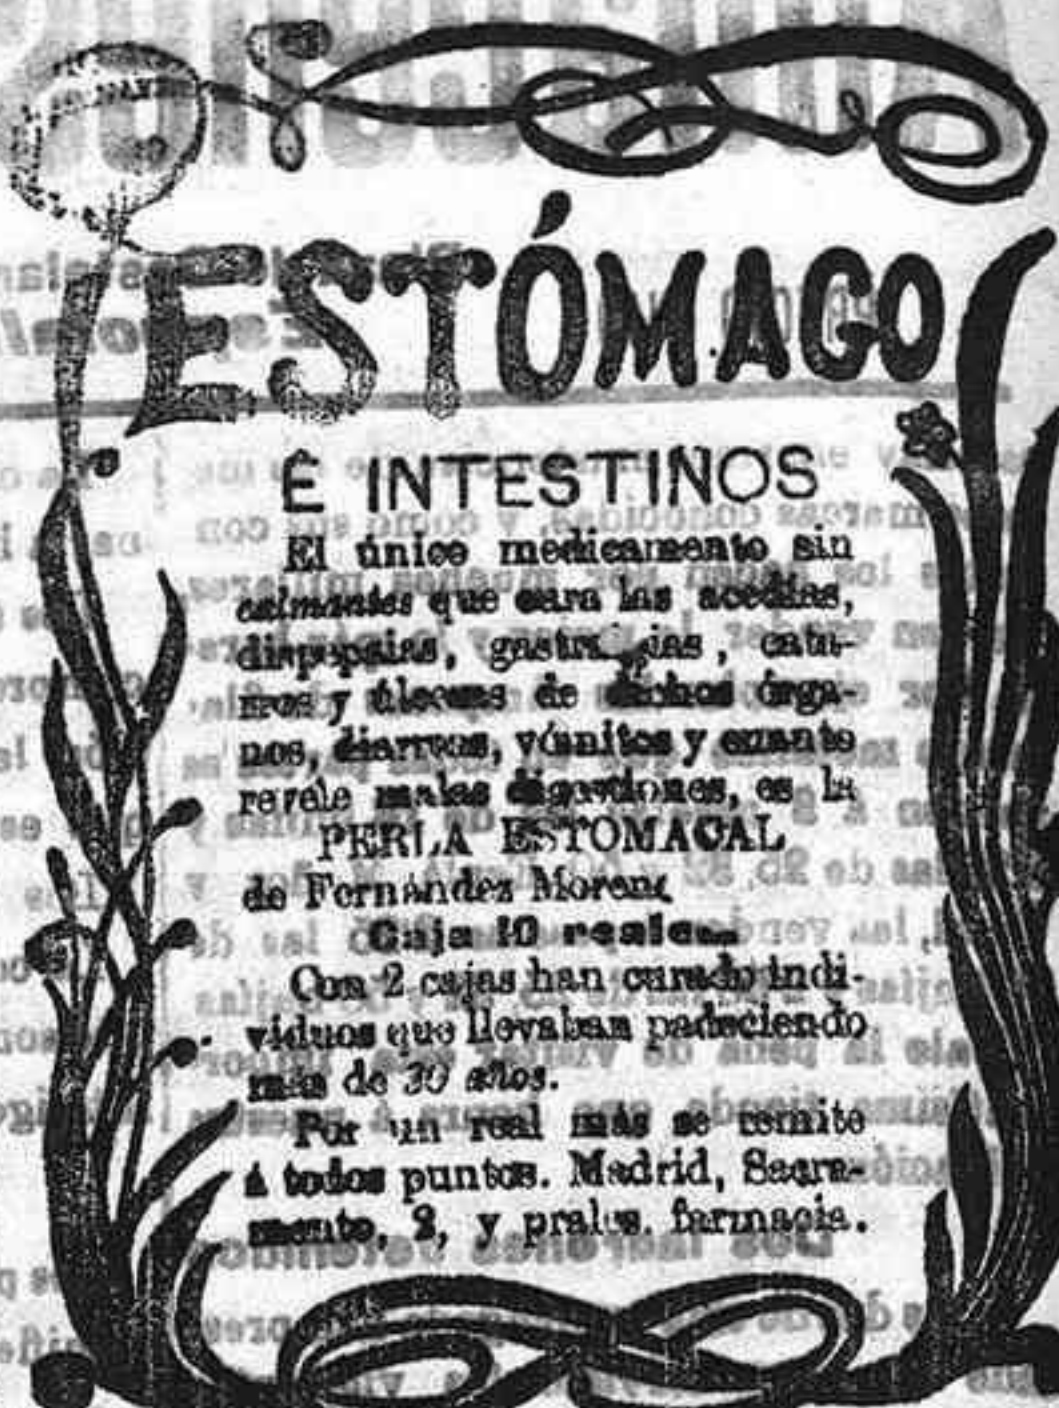 ESTÓMAGO
É INTESTINOS
El único medicamento sin
calmantes que cura las acedías,
dispepsias, gastralgias, cata-
rros y úlceras de dichos órga-
nos, diarreas, vómitos y cuanto
revele malas digestiones, es la
PERLA ESTOMACAL
de Fernández Moreno
Caja 10 reales
Con 2 cajas han curado indi-
viduos que llevaban padeciendo
más de 30 años.
Por un real más se remite
á todos puntos. Madrid, Sacra-
mento, 2, y prales. farmacia.